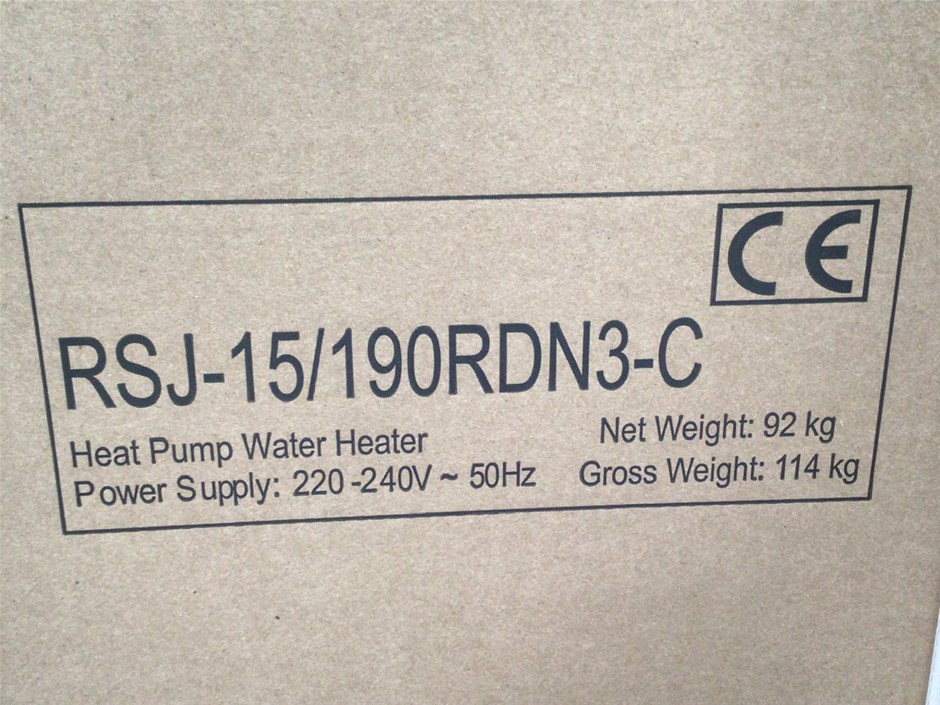 CE
RSJ-15/190RDN3-C
Heat Pump Water Heater
Net Weight: 92 kg
Power Supply: 220-240V ~ 50Hz
Gross Weight: 114 kg